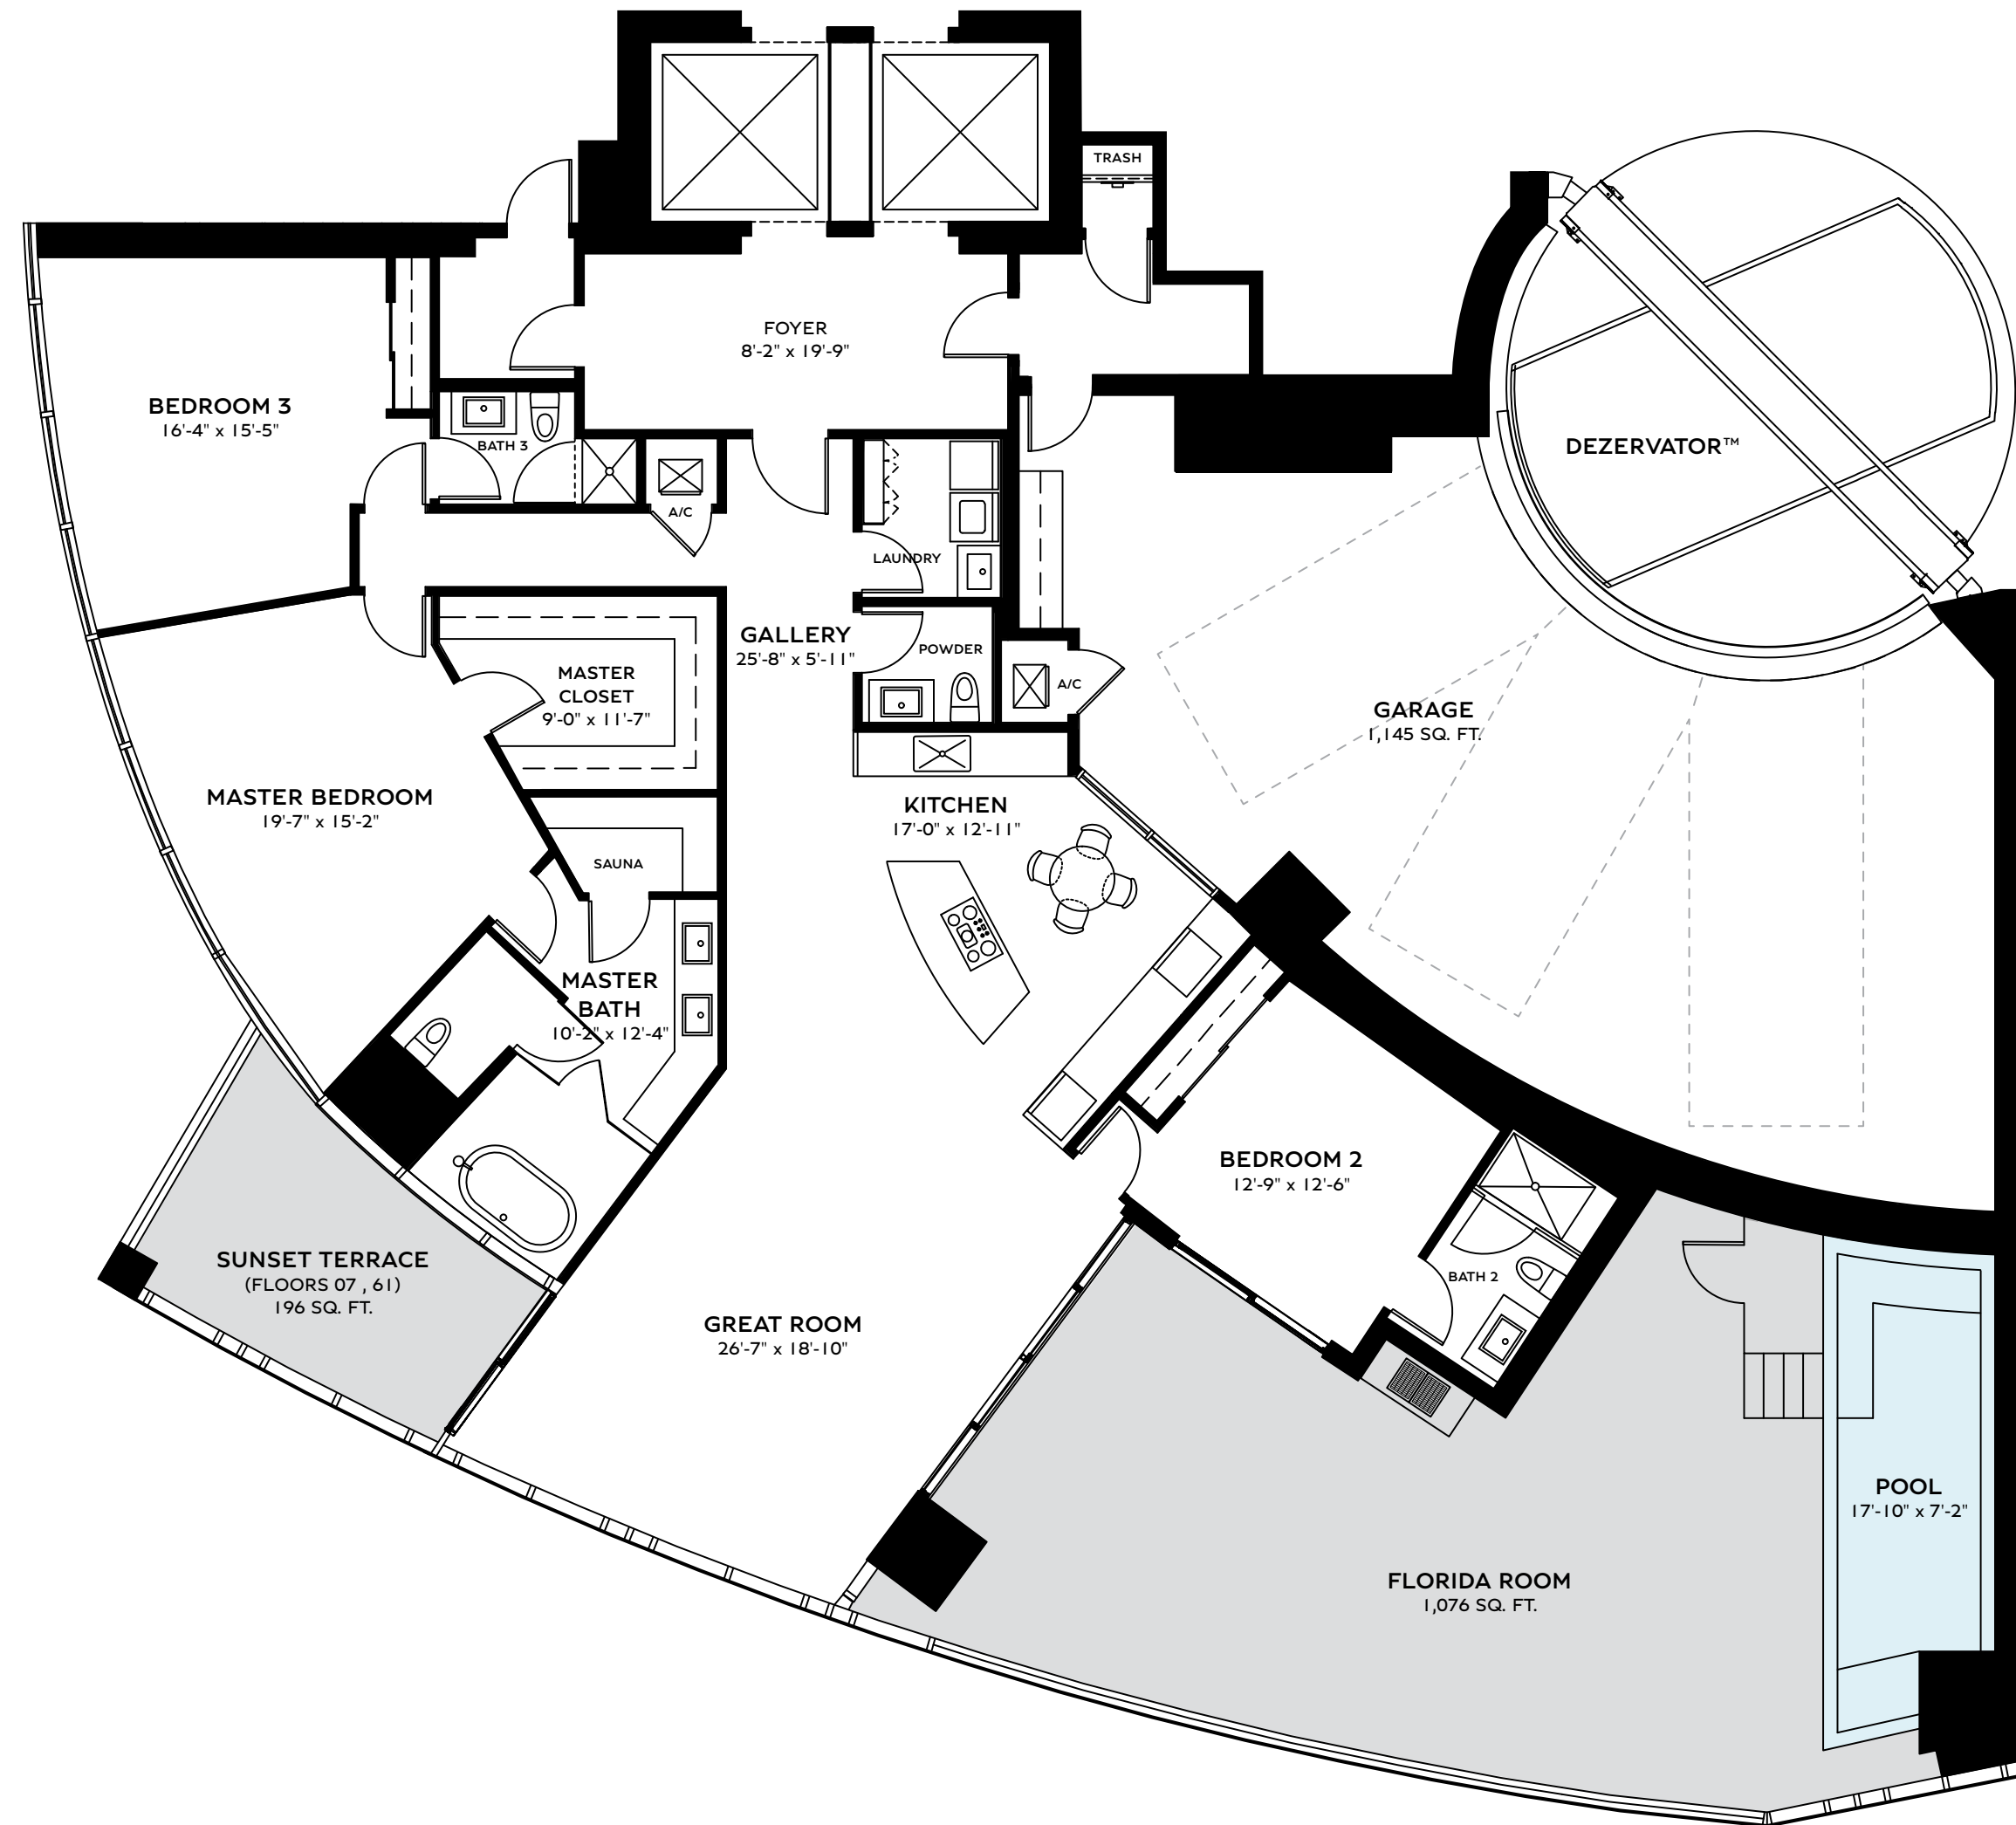 TRASH
FOYER
8'-2" x 19'-9"
BEDROOM 3
16'-4" x 15'-5"
BATH 3
DEZERVATOR™
A/C
LAUNDRY
GALLERY
25'-8" x 5'-11"
POWDER
MASTER
CLOSET
9'-0" x 11'-7"
A/C
GARAGE
1,145 SQ. FT.
MASTER BEDROOM
19'-7" x 15'-2"
KITCHEN
17'-0" x 12'-11"
SAUNA
MASTER
BATH
10'-2" x 12'-4"
BEDROOM 2
12'-9" x 12'-6"
SUNSET TERRACE
(FLOORS 07 , 61)
196 SQ. FT.
BATH 2
GREAT ROOM
26'-7" x 18'-10"
POOL
17'-10" x 7'-2"
FLORIDA ROOM
1,076 SQ. FT.